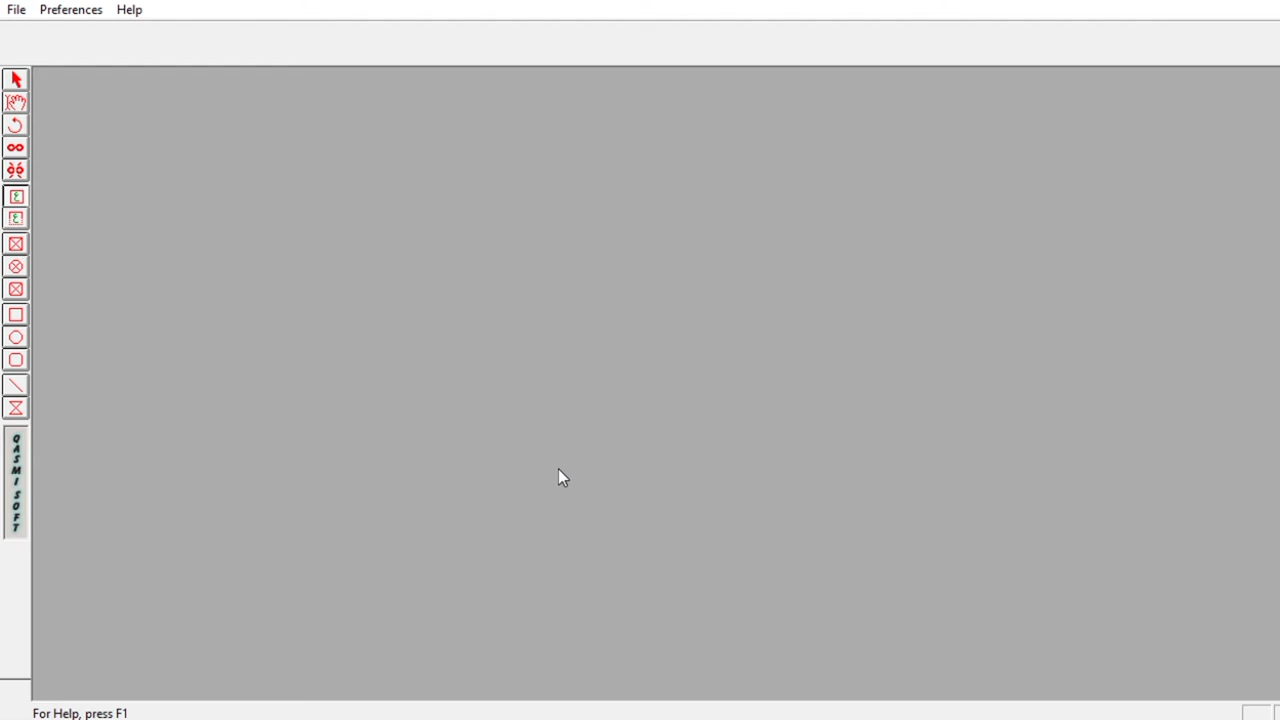 File Preferences Help
ع
ع
QASMI SOFT
For Help, press F1